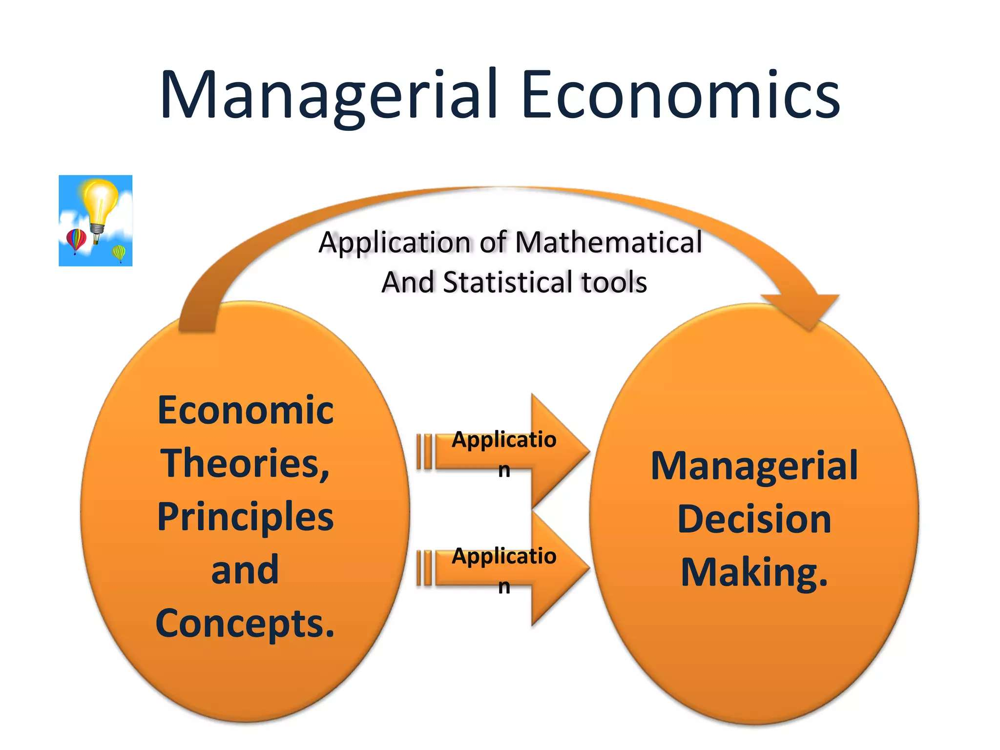 Managerial Economics
Application of Mathematical
And Statistical tools
Economic
Theories,
Principles
and
Concepts.
Applicatio
n
Applicatio
n
Managerial
Decision
Making.